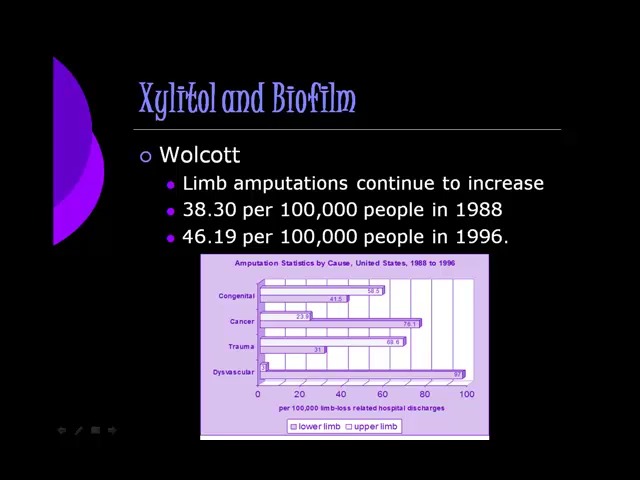 Xylitol and Biofilm
Wolcott
Limb amputations continue to increase
38.30 per 100,000 people in 1988
46.19 per 100,000 people in 1996.
Amputation Statistics by Cause, United States, 1988 to 1996
Congenital
58.5
41.5
Cancer
23.9
76.1
Trauma
68.6
31
Dysvascular
3
97
0 20 40 60 80 100
per 100,000 limb-loss related hospital discharges
lower limb upper limb